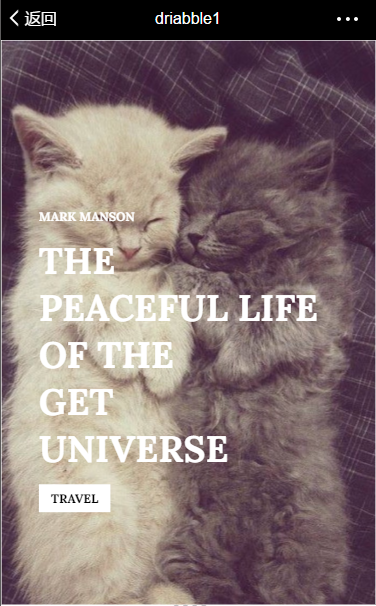 返回
driabble1
MARK MANSON
THE
PEACEFUL LIFE
OF THE
GET
UNIVERSE
TRAVEL